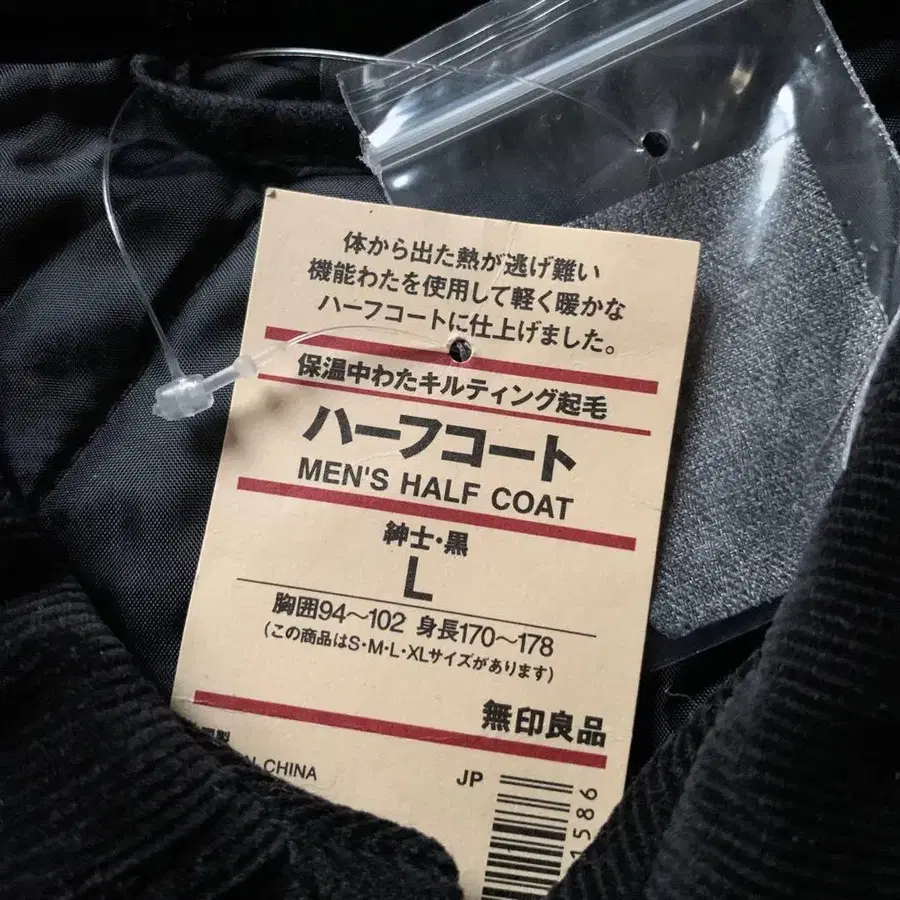 体から出た熱が逃げ難い
機能わたを使用して軽く暖かな
ハーフコートに仕上げました。
保温中わたキルティング起毛
ハーフコート
MEN'S HALF COAT
紳士・黒
L
胸囲94〜102 身長170〜178
(この商品はS・M・L・XLサイズがあります)
無印良品
製
CHINA
JP
1586